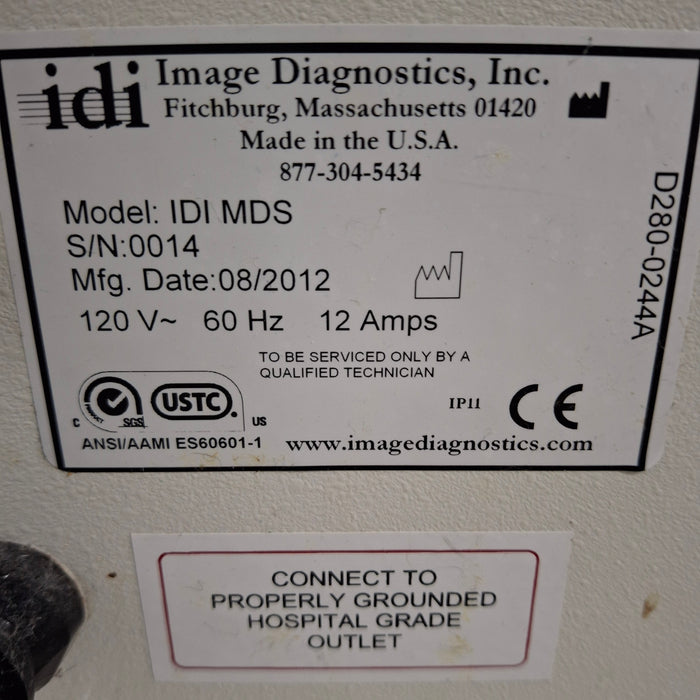 idi Image Diagnostics, Inc.
Fitchburg, Massachusetts 01420
Made in the U.S.A.
877-304-5434
Model: IDI MDS
S/N:0014
Mfg. Date:08/2012
120 V~ 60 Hz 12 Amps
D280-0244A
TO BE SERVICED ONLY BY A
QUALIFIED TECHNICIAN
C PRODUCT SGS USTC US
IP11 CE
ANSI/AAMI ES60601-1 www.imagediagnostics.com
CONNECT TO
PROPERLY GROUNDED
HOSPITAL GRADE
OUTLET